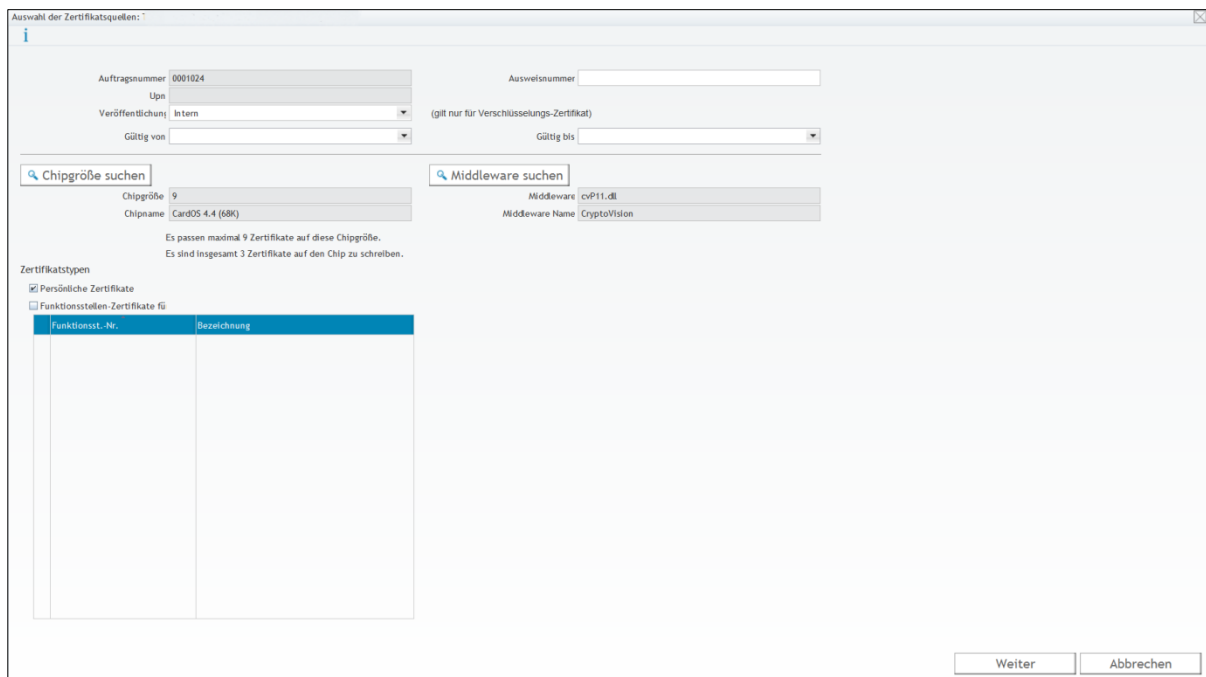 Auswahl der Zertifikatsquellen:
i
Auftragsnummer 0001024 Ausweisnummer
Upn
Veröffentlichung Intern (gilt nur für Verschlüsselungs-Zertifikat)
Gültig von Gültig bis
Chipgröße suchen Middleware suchen
Chipgröße 9 Middleware cvP11.dll
Chipname CardOS 4.4 (68K) Middleware Name CryptoVision
Es passen maximal 9 Zertifikate auf diese Chipgröße.
Es sind insgesamt 3 Zertifikate auf den Chip zu schreiben.
Zertifikatstypen
Persönliche Zertifikate
Funktionsstellen-Zertifikate fü
Funktionsst.-Nr. Bezeichnung
Weiter Abbrechen